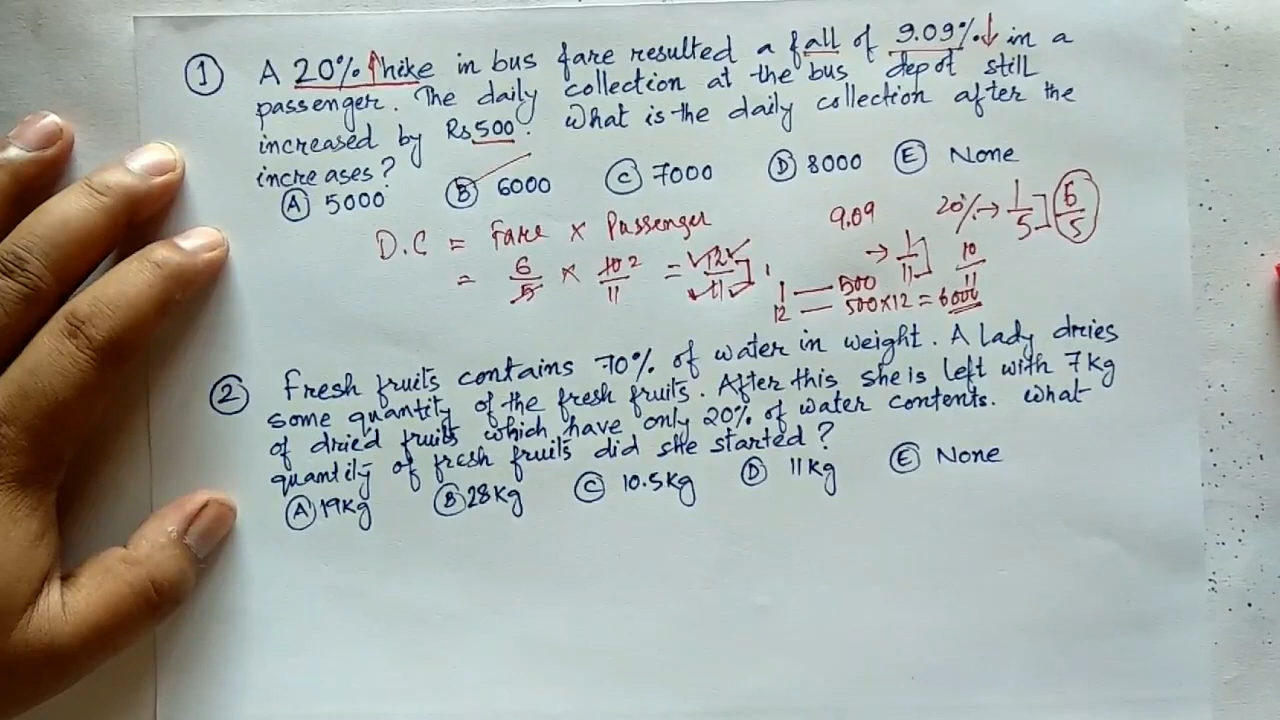 ① A 20% ↑ hike in bus fare resulted a fall of 9.09% ↓ in a
passenger. The daily collection at the bus depot still
increased by Rs 500. What is the daily collection after the
increases?
Ⓐ 5000 Ⓑ 6000 Ⓒ 7000 Ⓓ 8000 Ⓔ None
D.C = Fare × Passenger 9.09 20% → 1/5 ] 6/5
= 6/5 × 10/11 2 = 12/11 ] 1 → 1/11 ] 10/11
1 — 500
12 — 500×12 = 6000
② Fresh fruits contains 70% of water in weight. A lady dries
some quantity of the fresh fruits. After this she is left with 7kg
of dried fruits which have only 20% of water contents. What
quantity of fresh fruits did she started?
Ⓐ 19kg Ⓑ 28kg Ⓒ 10.5kg Ⓓ 11kg Ⓔ None